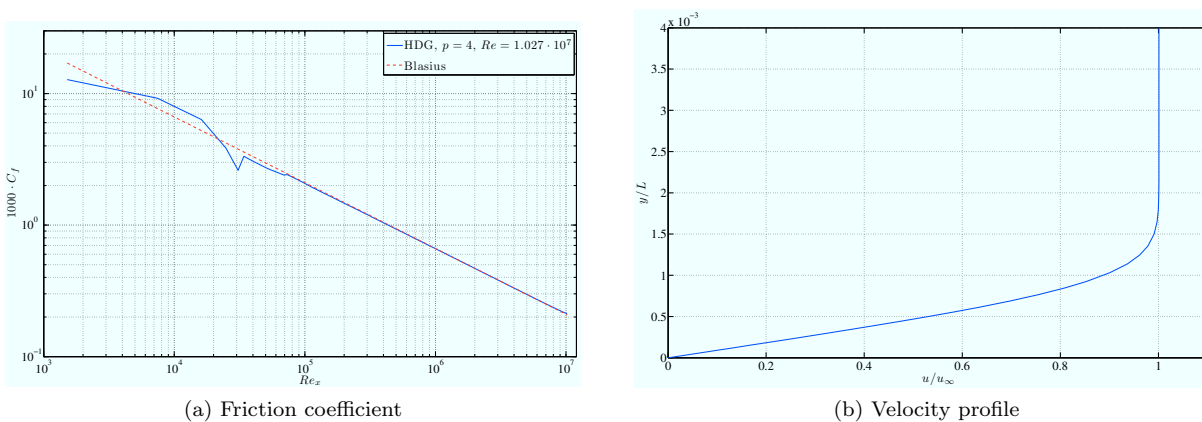 HDG, p = 4, Re = 1.027 · 10^7
Blasius
10^1
10^0
10^-1
1000 · C_f
10^3
10^4
10^5
10^6
10^7
Re_x
(a) Friction coefficient
x 10^-3
4
3.5
3
2.5
2
1.5
1
0.5
0
y/L
0
0.2
0.4
0.6
0.8
1
u/u_∞
(b) Velocity profile